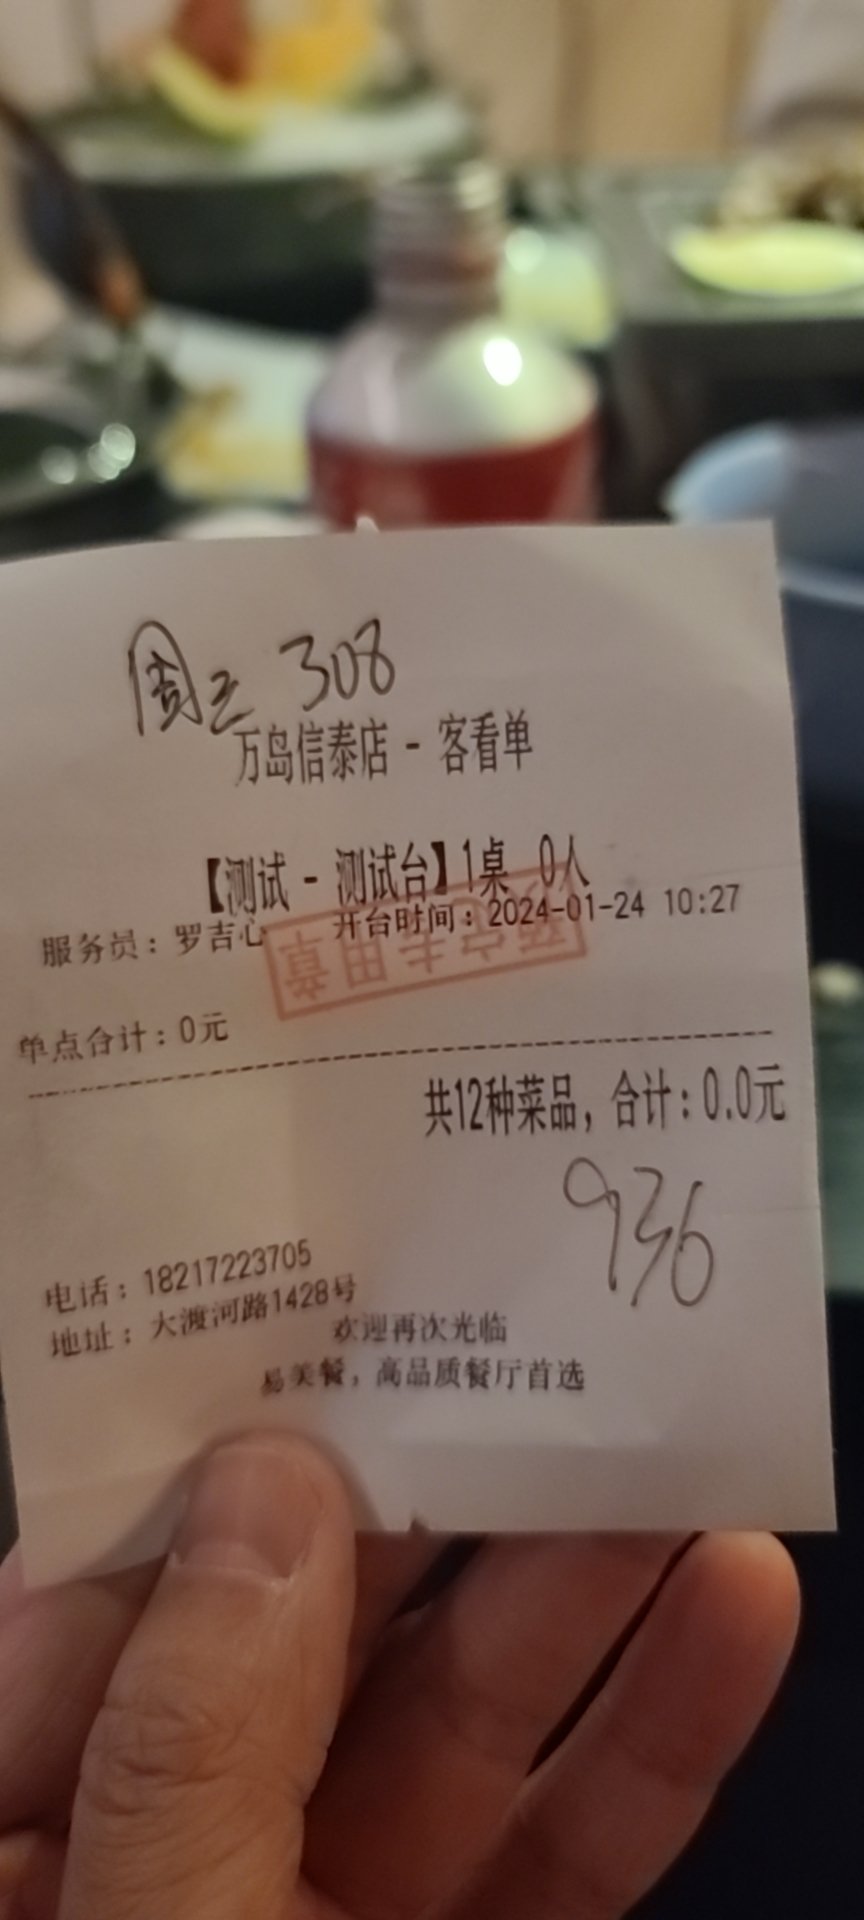 周三 308
万岛信泰店 - 客看单
【测试 - 测试台】1桌 0人
服务员：罗吉心 开台时间：2024-01-24 10:27
单点合计：0元
共12种菜品，合计：0.0元
936
电话：18217223705
地址：大渡河路1428号
欢迎再次光临
易美餐，高品质餐厅首选